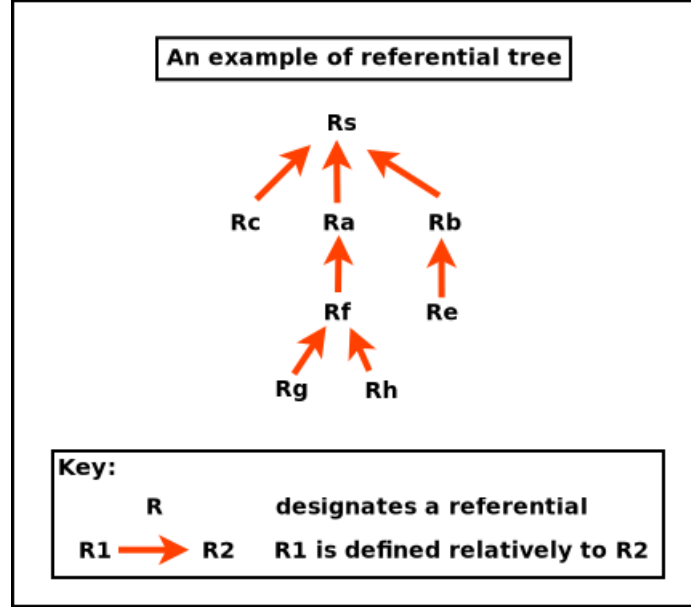 An example of referential tree
Rs
Rc Ra Rb
Rf Re
Rg Rh
Key:
R designates a referential
R1 R2 R1 is defined relatively to R2